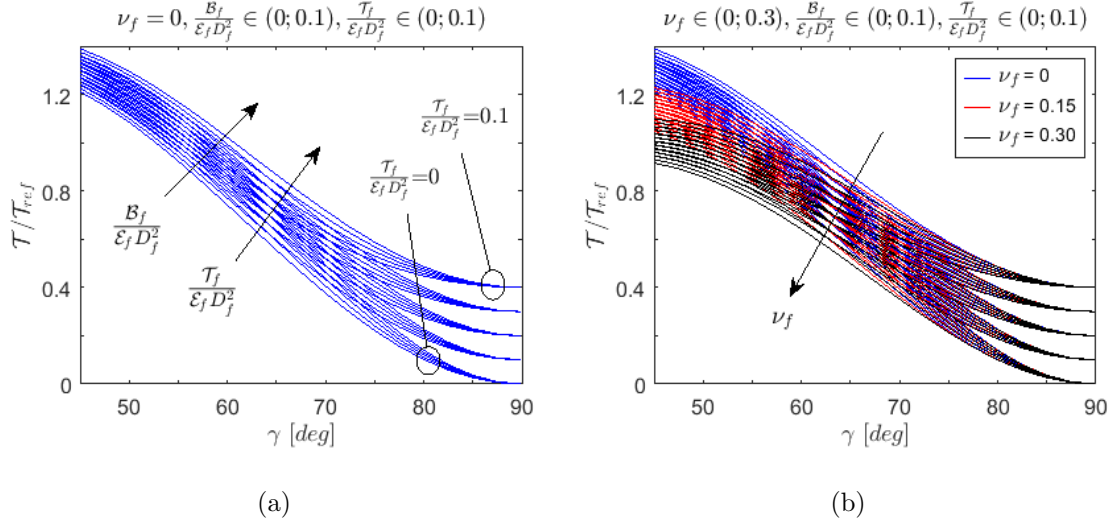 ν_f = 0, B_f/(E_f D_f^2) ∈ (0; 0.1), T_f/(E_f D_f^2) ∈ (0; 0.1)
T/T_ref
1.2
0.8
0.4
0
50
60
70
80
90
γ [deg]
B_f/(E_f D_f^2)
T_f/(E_f D_f^2)
T_f/(E_f D_f^2)=0.1
T_f/(E_f D_f^2)=0
(a)
ν_f ∈ (0; 0.3), B_f/(E_f D_f^2) ∈ (0; 0.1), T_f/(E_f D_f^2) ∈ (0; 0.1)
T/T_ref
1.2
0.8
0.4
0
50
60
70
80
90
γ [deg]
ν_f = 0
ν_f = 0.15
ν_f = 0.30
ν_f
(b)